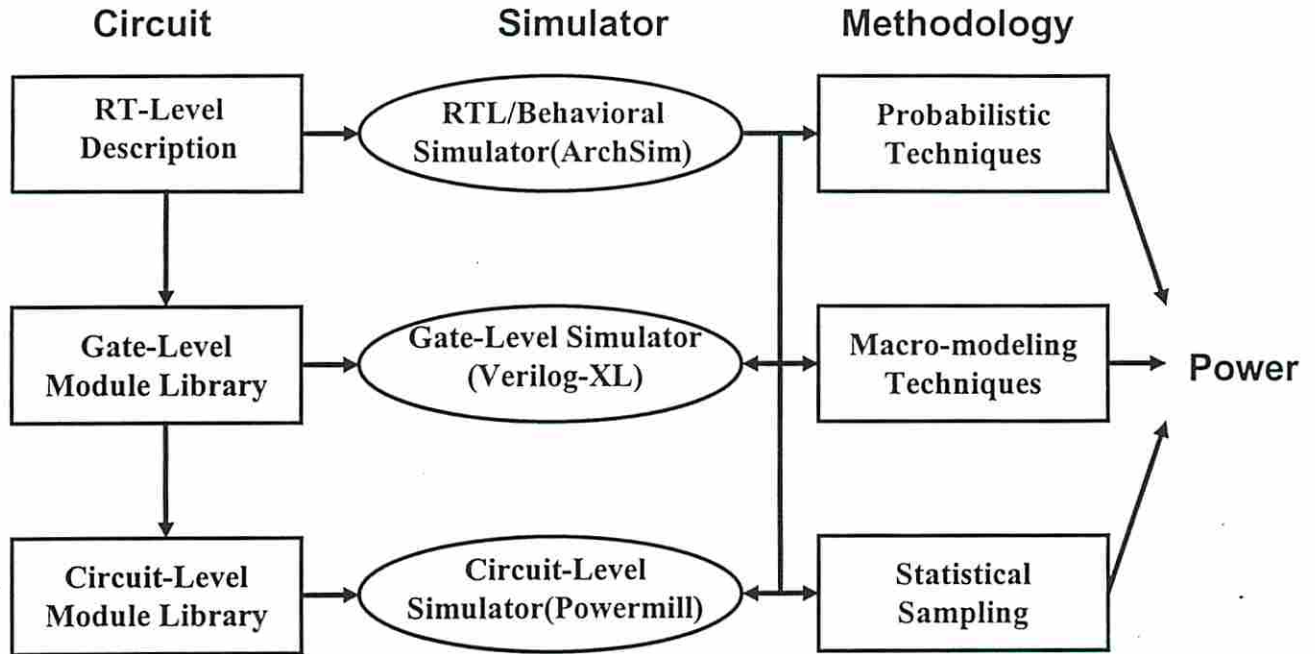 Circuit
Simulator
Methodology
RT-Level
Description
RTL/Behavioral
Simulator(ArchSim)
Probabilistic
Techniques
Gate-Level
Module Library
Gate-Level Simulator
(Verilog-XL)
Macro-modeling
Techniques
Power
Circuit-Level
Module Library
Circuit-Level
Simulator(Powermill)
Statistical
Sampling